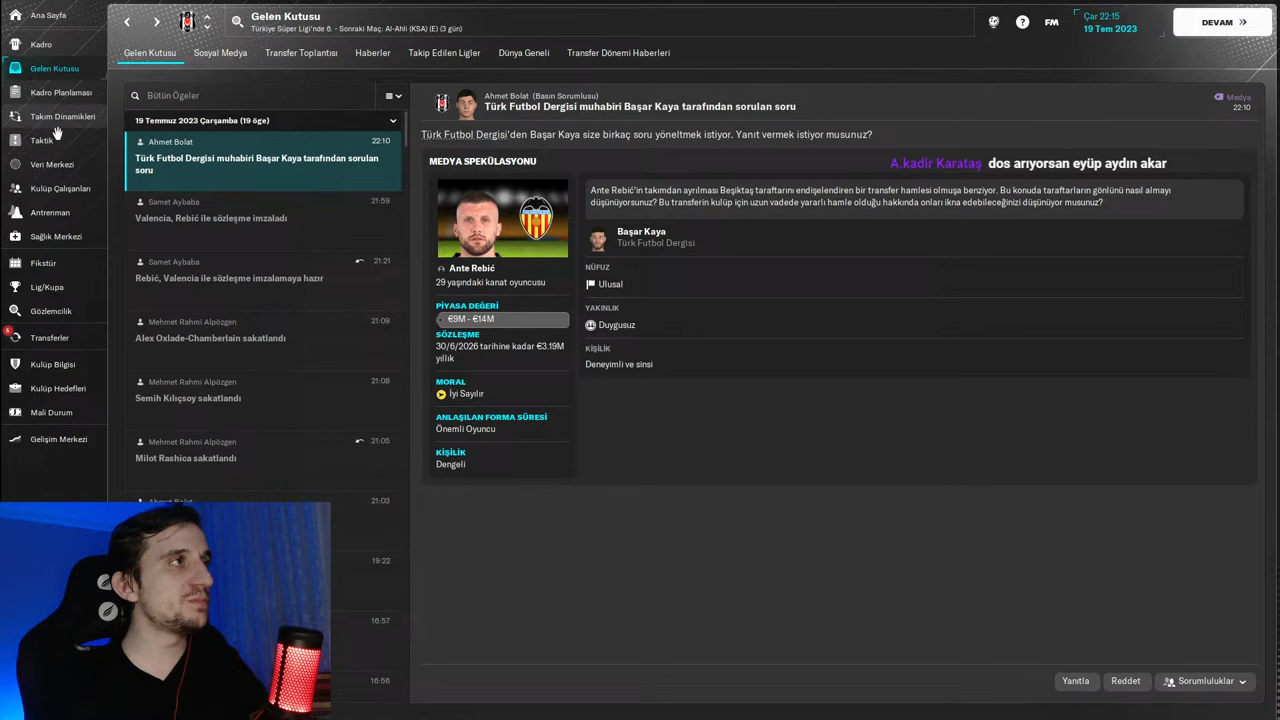 Ana Sayfa
Kadro
Gelen Kutusu
Kadro Planlaması
Takım Dinamikleri
Taktik
Veri Merkezi
Kulüp Çalışanları
Antrenman
Sağlık Merkezi
Fikstür
Lig/Kupa
Gözlemcilik
5
Transferler
Kulüp Bilgisi
Kulüp Hedefleri
Mali Durum
Gelişim Merkezi
Gelen Kutusu
Türkiye Süper Ligi'nde 6. - Sonraki Maç: Al-Ahli (KSA) (E) (3 gün)
FM
Çar 22:15
19 Tem 2023
DEVAM
Gelen Kutusu
Sosyal Medya
Transfer Toplantısı
Haberler
Takip Edilen Ligler
Dünya Geneli
Transfer Dönemi Haberleri
Bütün Ögeler
19 Temmuz 2023 Çarşamba (19 öge)
Ahmet Bolat 22:10
Türk Futbol Dergisi muhabiri Başar Kaya tarafından sorulan
soru
Samet Aybaba 21:59
Valencia, Rebić ile sözleşme imzaladı
Samet Aybaba 21:21
Rebić, Valencia ile sözleşme imzalamaya hazır
Mehmet Rahmi Alpözgen 21:09
Alex Oxlade-Chamberlain sakatlandı
Mehmet Rahmi Alpözgen 21:08
Semih Kılıçsoy sakatlandı
Mehmet Rahmi Alpözgen 21:05
Milot Rashica sakatlandı
Ahmet Bolat 21:03
19:22
16:57
16:56
Ahmet Bolat (Basın Sorumlusu)
Türk Futbol Dergisi muhabiri Başar Kaya tarafından sorulan soru
Medya
22:10
Türk Futbol Dergisi'den Başar Kaya size birkaç soru yöneltmek istiyor. Yanıt vermek istiyor musunuz?
MEDYA SPEKÜLASYONU
A.kadir Karataş dos arıyorsan eyüp aydın akar
Ante Rebić
29 yaşındaki kanat oyuncusu
PİYASA DEĞERİ
€9M - €14M
SÖZLEŞME
30/6/2026 tarihine kadar €3.19M
yıllık
MORAL
İyi Sayılır
ANLAŞILAN FORMA SÜRESİ
Önemli Oyuncu
KİŞİLİK
Dengeli
Ante Rebić'in takımdan ayrılması Beşiktaş taraftarını endişelendiren bir transfer hamlesi olmuşa benziyor. Bu konuda taraftarların gönlünü nasıl almayı
düşünüyorsunuz? Bu transferin kulüp için uzun vadede yararlı hamle olduğu hakkında onları ikna edebileceğinizi düşünüyor musunuz?
Başar Kaya
Türk Futbol Dergisi
NÜFUZ
Ulusal
YAKINLIK
Duygusuz
KİŞİLİK
Deneyimli ve sinsi
Yanıtla
Reddet
Sorumluluklar